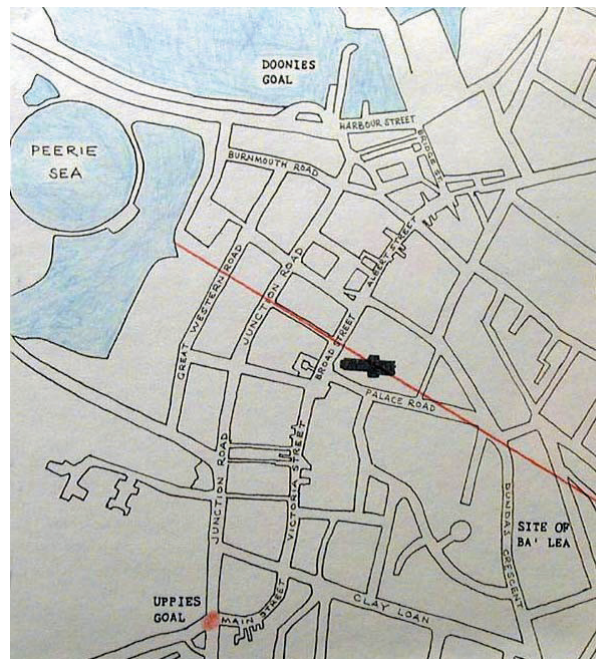 DOONIES
GOAL
HARBOUR STREET
PEERIE
SEA
BURNMOUTH ROAD
BRIDGE ST.
ALBERT STREET
GREAT WESTERN ROAD
JUNCTION ROAD
BROAD STREET
PALACE ROAD
JUNCTION ROAD
VICTORIA STREET
DUNDAS CRESCENT
SITE OF
BA' LEA
UPPIES
GOAL
MAIN STREET
CLAY LOAN